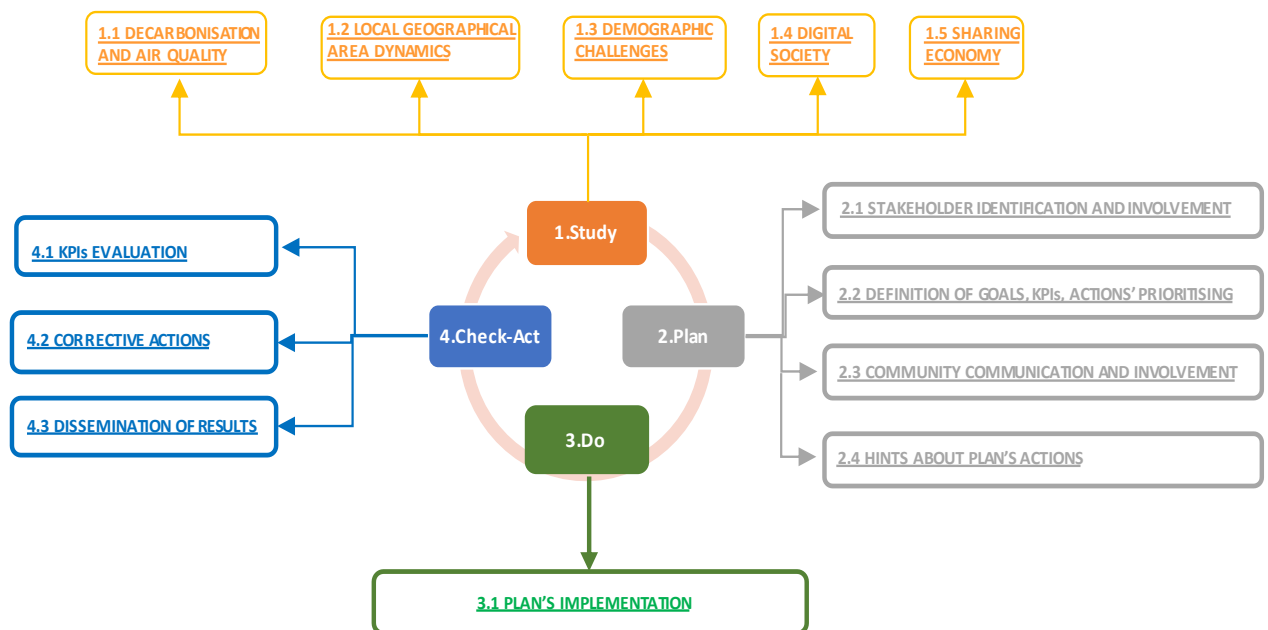 1.1 DECARBONISATION
AND AIR QUALITY
1.2 LOCAL GEOGRAPHICAL
AREA DYNAMICS
1.3 DEMOGRAPHIC
CHALLENGES
1.4 DIGITAL
SOCIETY
1.5 SHARING
ECONOMY
1.Study
2.1 STAKEHOLDER IDENTIFICATION AND INVOLVEMENT
2.2 DEFINITION OF GOALS, KPIs, ACTIONS’ PRIORITISING
2.Plan
2.3 COMMUNITY COMMUNICATION AND INVOLVEMENT
2.4 HINTS ABOUT PLAN’S ACTIONS
3.Do
3.1 PLAN’S IMPLEMENTATION
4.Check-Act
4.1 KPIs EVALUATION
4.2 CORRECTIVE ACTIONS
4.3 DISSEMINATION OF RESULTS